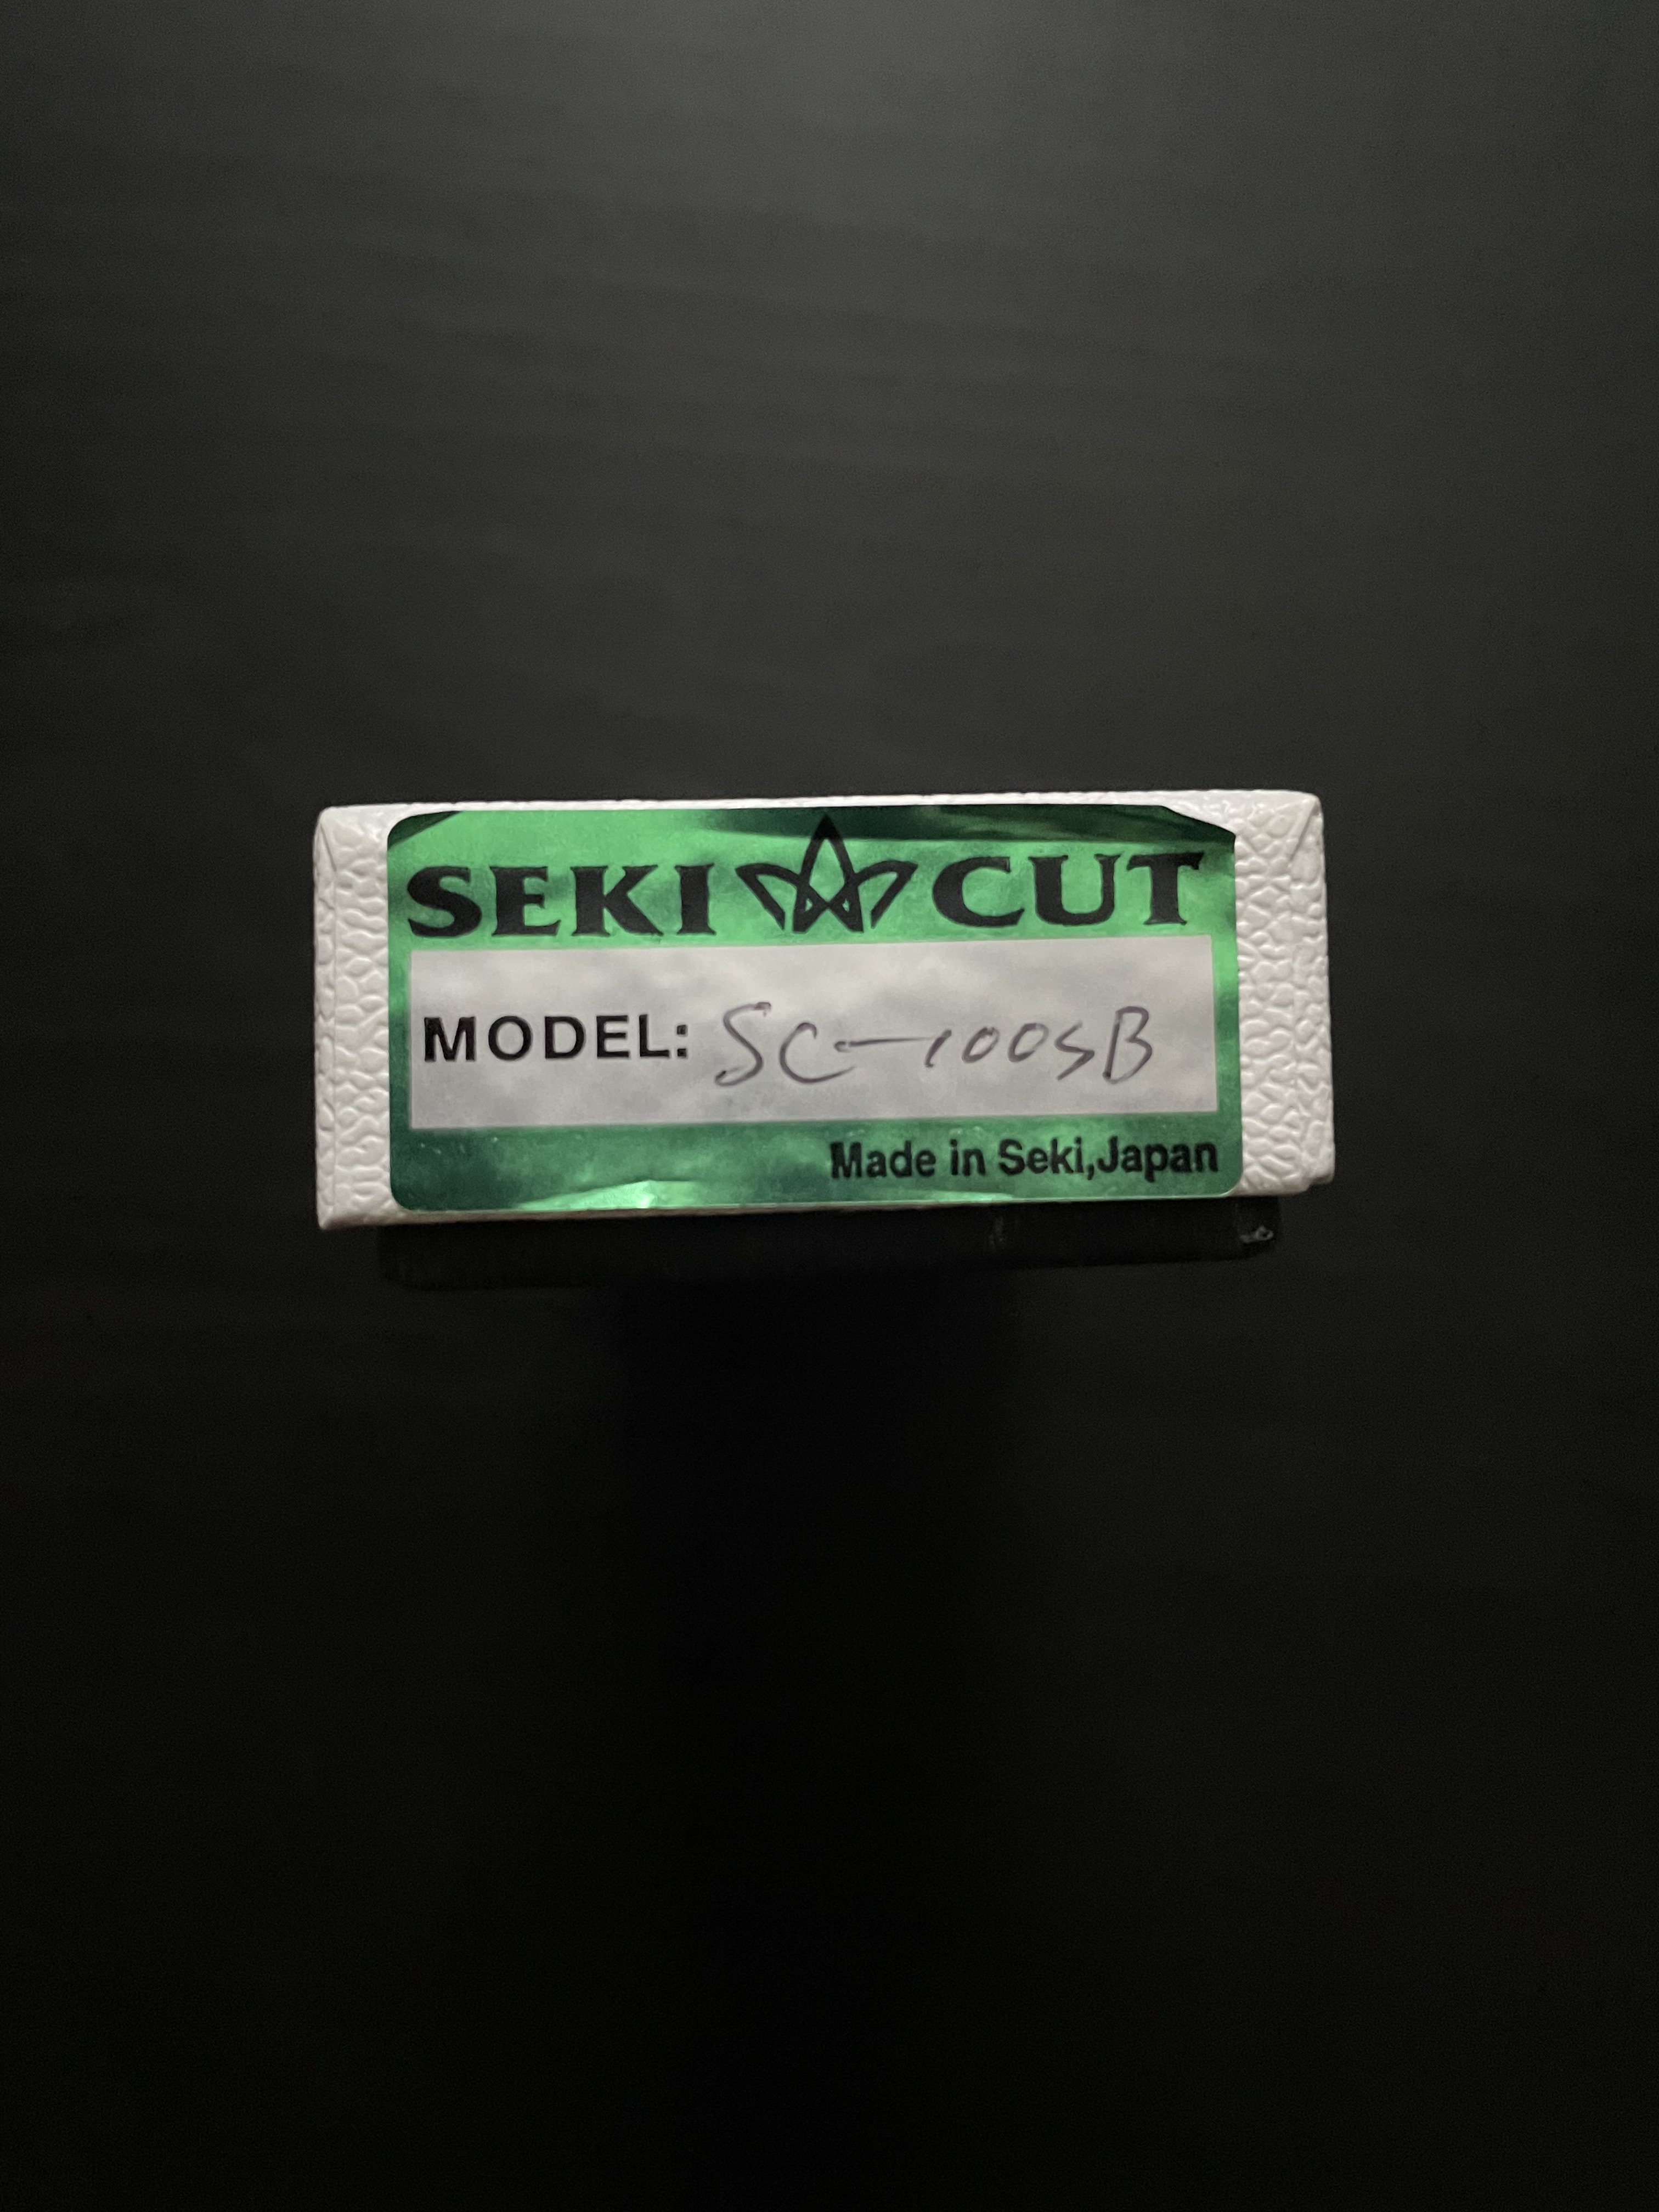 SEKI CUT
MODEL: SC-100SB
Made in Seki,Japan